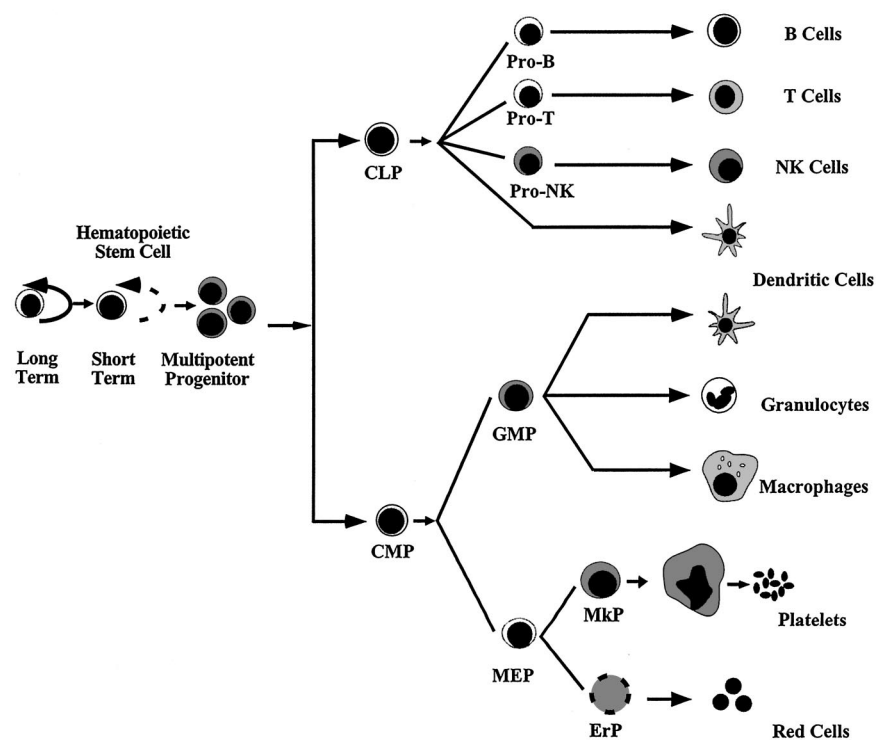 Hematopoietic
Stem Cell
Long
Term
Short
Term
Multipotent
Progenitor
CLP
CMP
Pro-B
Pro-T
Pro-NK
GMP
MEP
MkP
ErP
B Cells
T Cells
NK Cells
Dendritic Cells
Granulocytes
Macrophages
Platelets
Red Cells